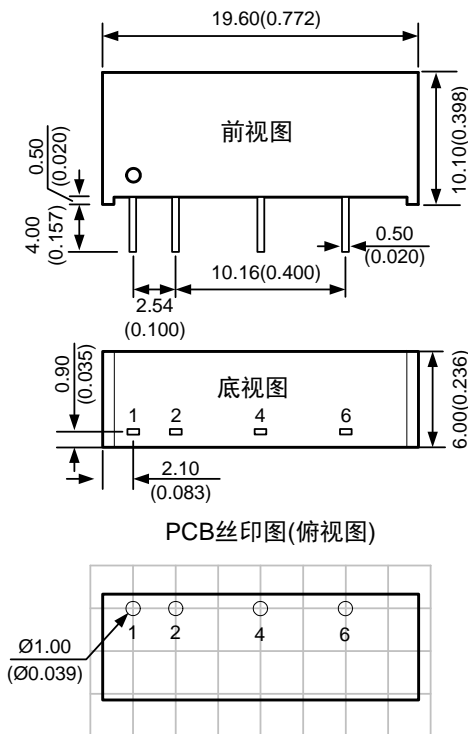 19.60(0.772)
前视图
10.10(0.398)
0.50
(0.020)
4.00
(0.157)
0.50
(0.020)
10.16(0.400)
2.54
(0.100)
底视图
0.90
(0.035)
1 2 4 6
6.00(0.236)
2.10
(0.083)
PCB丝印图(俯视图)
1 2 4 6
Ø1.00
(Ø0.039)